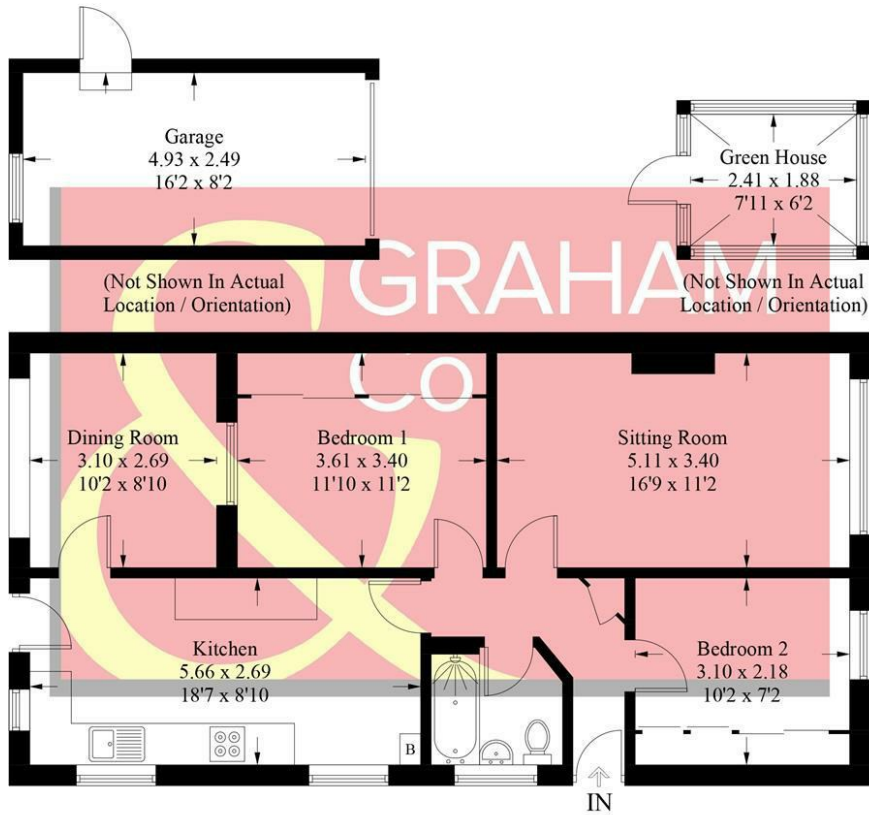 Garage
4.93 x 2.49
16'2 x 8'2
(Not Shown In Actual
Location / Orientation)
Green House
2.41 x 1.88
7'11 x 6'2
(Not Shown In Actual
Location / Orientation)
GRAHAM
&
Co
Dining Room
3.10 x 2.69
10'2 x 8'10
Bedroom 1
3.61 x 3.40
11'10 x 11'2
Sitting Room
5.11 x 3.40
16'9 x 11'2
Kitchen
5.66 x 2.69
18'7 x 8'10
B
Bedroom 2
3.10 x 2.18
10'2 x 7'2
IN